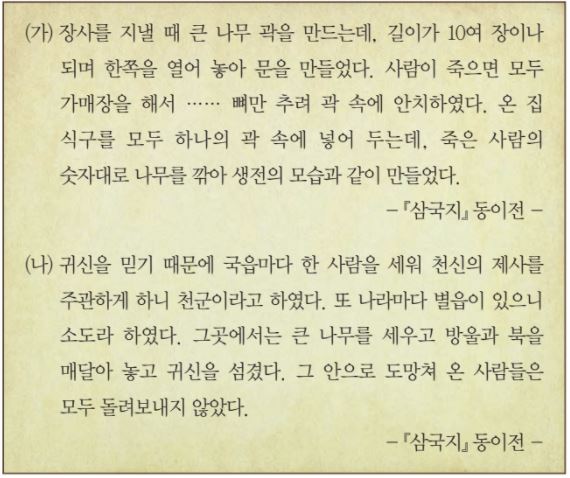 (가) 장사를 지낼 때 큰 나무 곽을 만드는데, 길이가 10여 장이나
되며 한쪽을 열어 놓아 문을 만들었다. 사람이 죽으면 모두
가매장을 해서 …… 뼈만 추려 곽 속에 안치하였다. 온 집
식구를 모두 하나의 곽 속에 넣어 두는데, 죽은 사람의
숫자대로 나무를 깎아 생전의 모습과 같이 만들었다.
– 『삼국지』 동이전 –
(나) 귀신을 믿기 때문에 국읍마다 한 사람을 세워 천신의 제사를
주관하게 하니 천군이라고 하였다. 또 나라마다 별읍이 있으니
소도라 하였다. 그곳에서는 큰 나무를 세우고 방울과 북을
매달아 놓고 귀신을 섬겼다. 그 안으로 도망쳐 온 사람들은
모두 돌려보내지 않았다.
– 『삼국지』 동이전 –